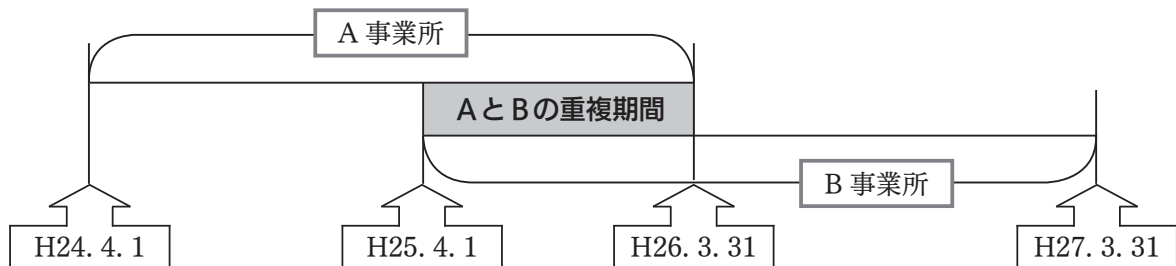 A 事業所
AとBの重複期間
B 事業所
H24. 4. 1
H25. 4. 1
H26. 3. 31
H27. 3. 31